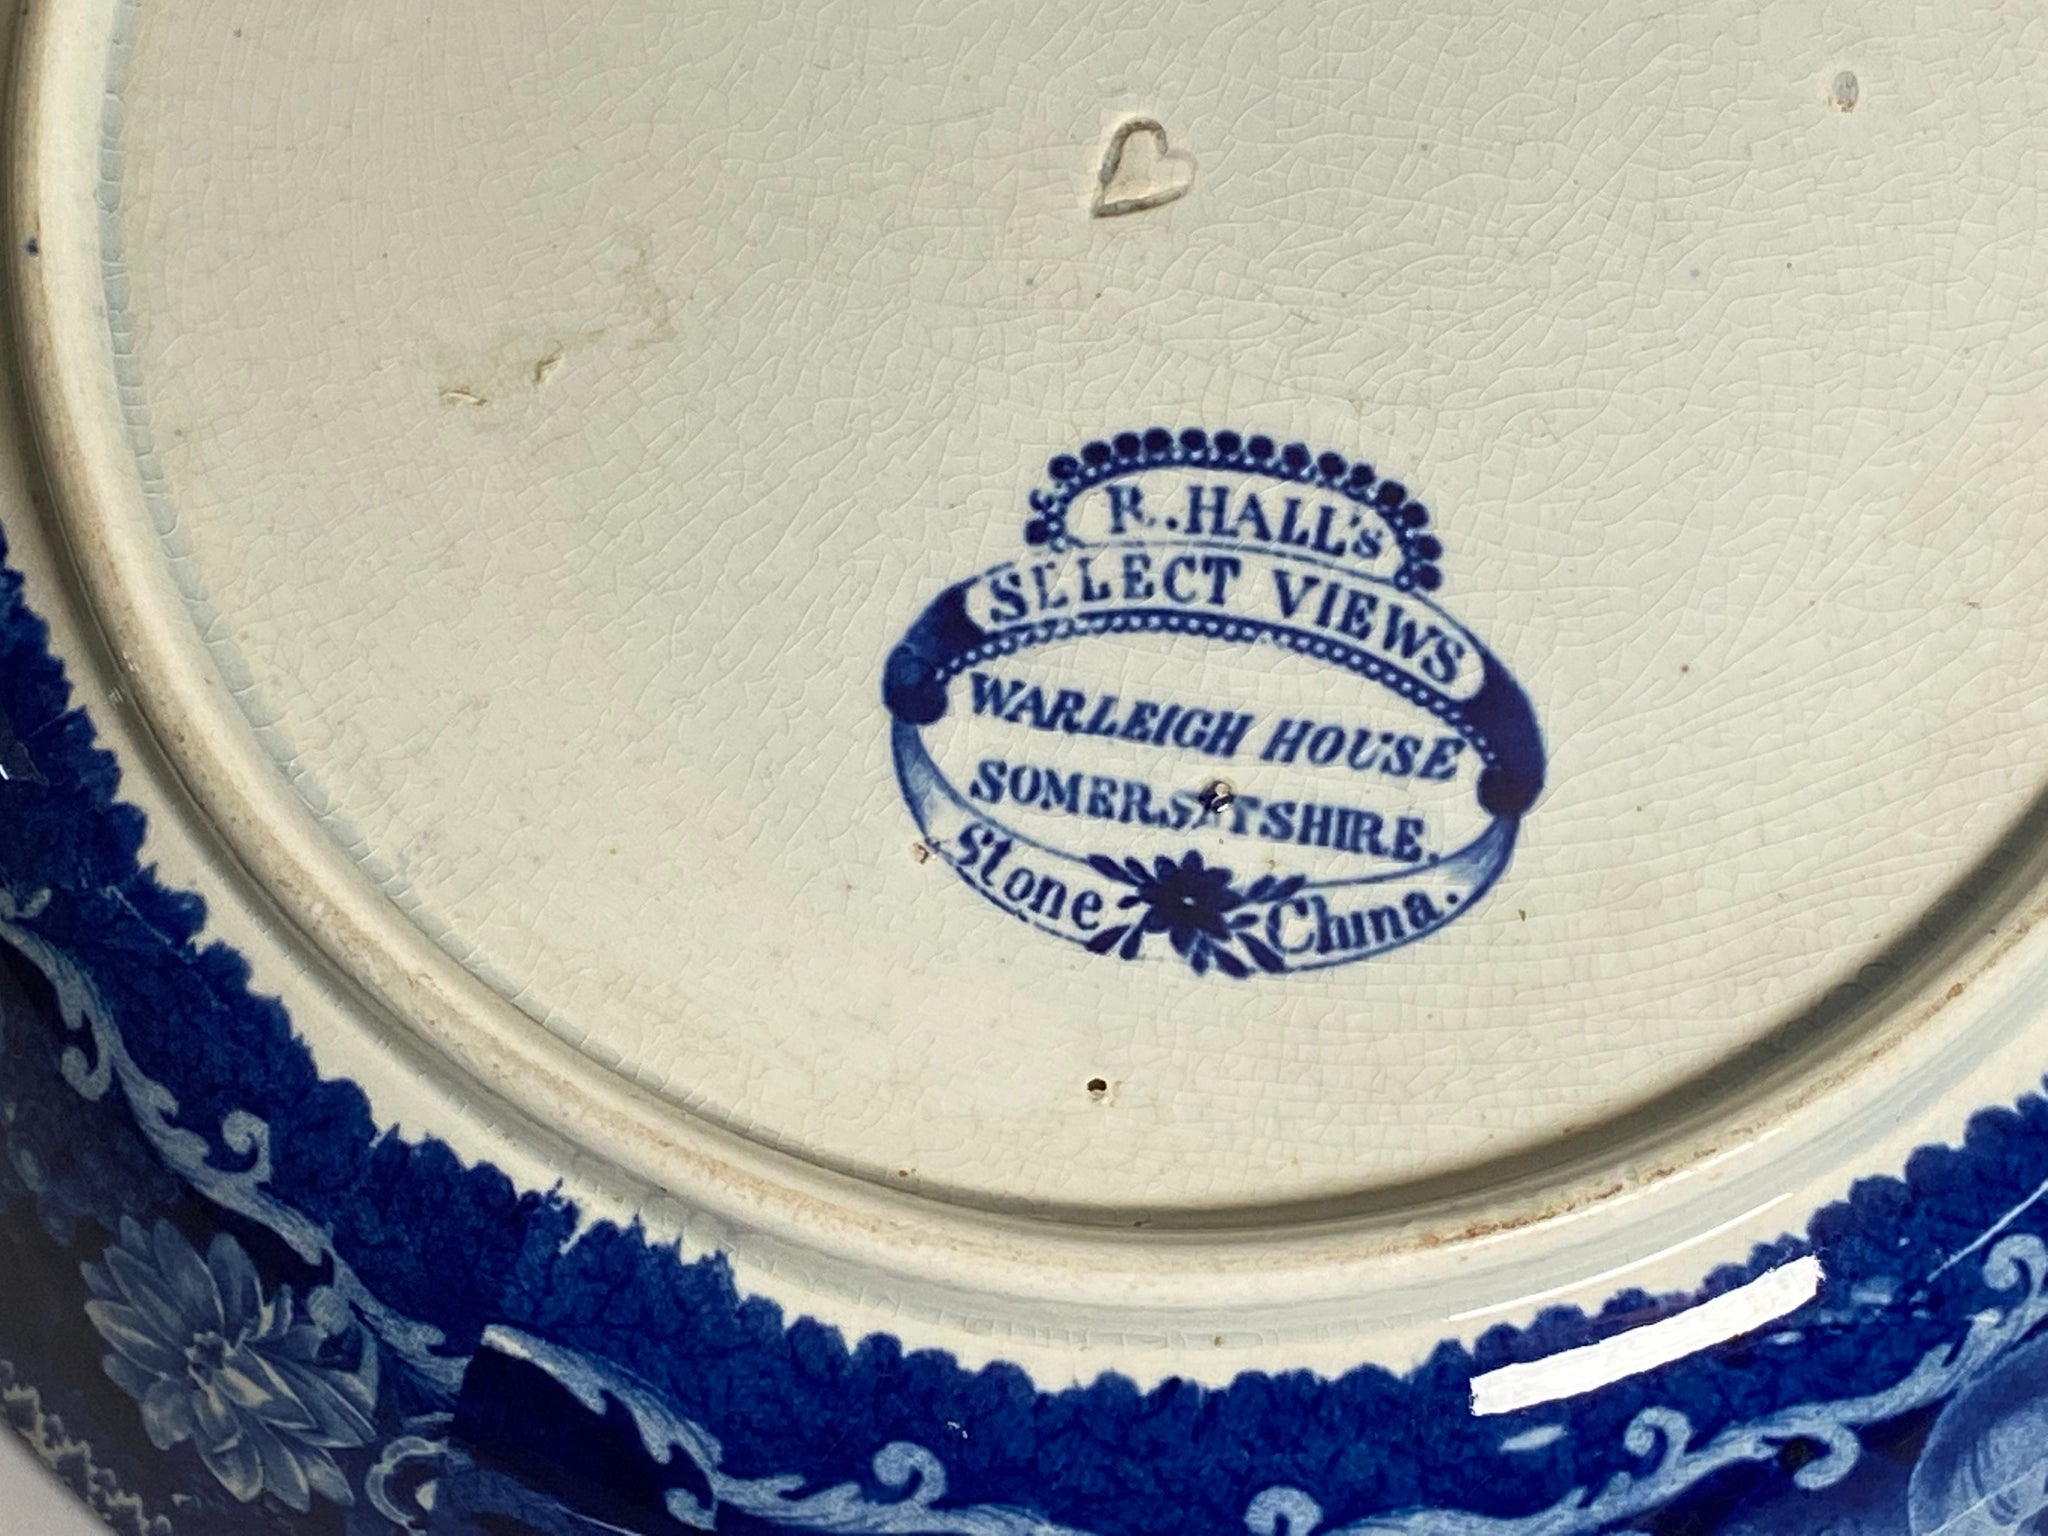 R. HALL's
SELECT VIEWS
WARLEIGH HOUSE
SOMERSETSHIRE.
Stone China.